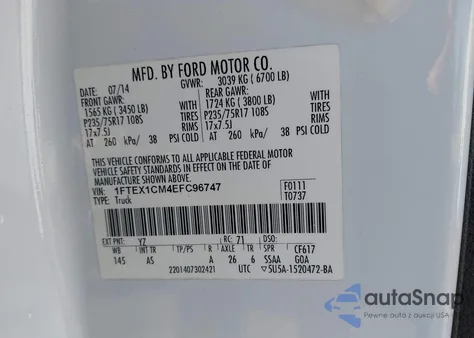 MFD. BY FORD MOTOR CO.
DATE: 07/14 GVWR: 3039 KG ( 6700 LB)
FRONT GAWR: REAR GAWR:
1565 KG ( 3450 LB) 1724 KG ( 3800 LB)
P235/75R17 108S TIRES P235/75R17 108S TIRES
17x7.5J RIMS 17x7.5J RIMS
AT 260 kPa/ 38 PSI COLD AT 260 kPa/ 38 PSI COLD
THIS VEHICLE CONFORMS TO ALL APPLICABLE FEDERAL MOTOR
VEHICLE SAFETY STANDARDS IN EFFECT ON THE DATE OF
MANUFACTURE SHOWN ABOVE.
VIN: 1FTEX1CM4EFC96747 F0111
TYPE: Truck T0737
EXT PNT: YZ RC: 71 CF617
WB INT TR TP/PS R AXLE TR SPR GOA
145 AS A 26 6 SSAA
2201407302421 UTC 5U5A-1520472-BA
autoSnap
Pewne auta z dostawą do domu